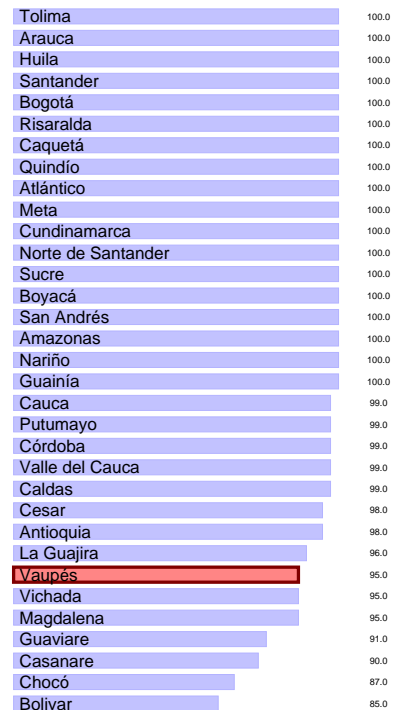 Tolima 100.0
Arauca 100.0
Huila 100.0
Santander 100.0
Bogotá 100.0
Risaralda 100.0
Caquetá 100.0
Quindío 100.0
Atlántico 100.0
Meta 100.0
Cundinamarca 100.0
Norte de Santander 100.0
Sucre 100.0
Boyacá 100.0
San Andrés 100.0
Amazonas 100.0
Nariño 100.0
Guainía 100.0
Cauca 99.0
Putumayo 99.0
Córdoba 99.0
Valle del Cauca 99.0
Caldas 99.0
Cesar 98.0
Antioquia 98.0
La Guajira 96.0
Vaupés 95.0
Vichada 95.0
Magdalena 95.0
Guaviare 91.0
Casanare 90.0
Chocó 87.0
Bolivar 85.0